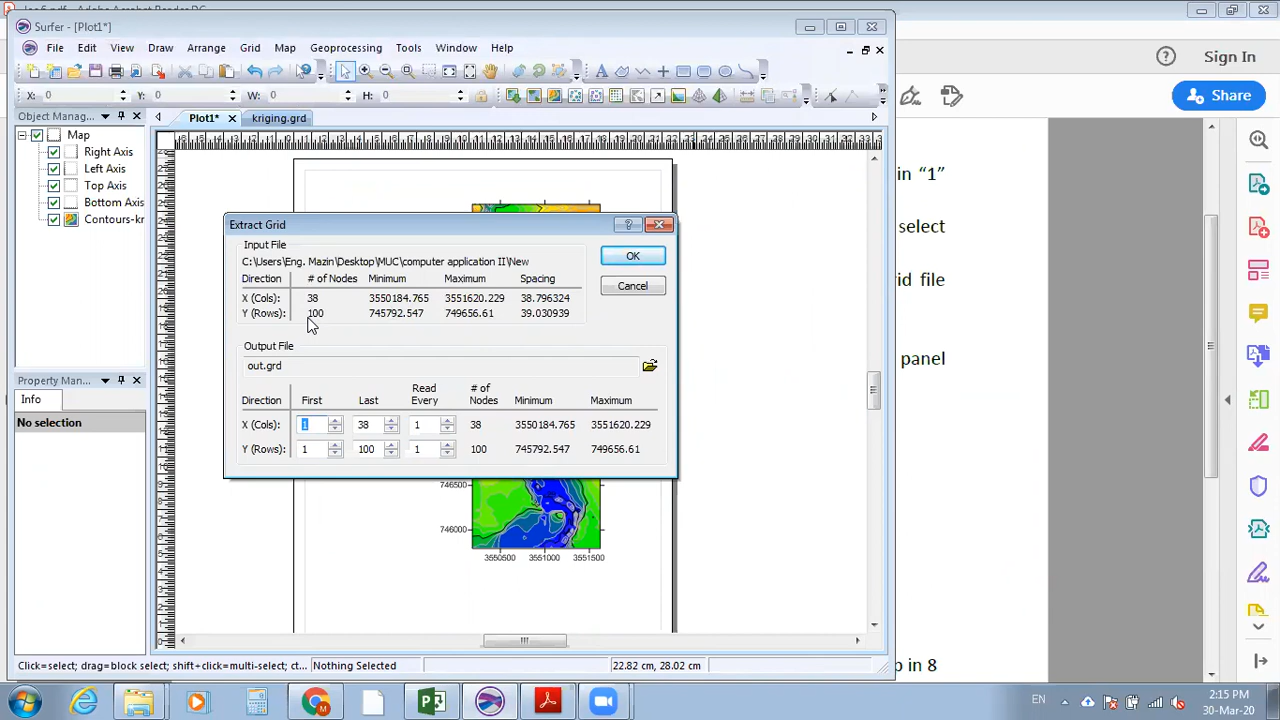 Surfer - [Plot1*]
File Edit View Draw Arrange Grid Map Geoprocessing Tools Window Help
Sign In
X: 0 Y: 0 W: 0 H: 0
Share
Object Manager
Plot1* kriging.grd
Map
Right Axis
Left Axis
Top Axis
Bottom Axis
Contours-kr
in “1”
select
id file
panel
p in 8
Extract Grid
Input File
C:\Users\Eng. Mazin\Desktop\MUC\computer application II\New
OK
Direction # of Nodes Minimum Maximum Spacing
Cancel
X (Cols): 38 3550184.765 3551620.229 38.796324
Y (Rows): 100 745792.547 749656.61 39.030939
Output File
out.grd
Direction First Last Read Every # of Nodes Minimum Maximum
X (Cols): 1 38 1 38 3550184.765 3551620.229
Y (Rows): 1 100 1 100 745792.547 749656.61
Property Man...
Info
No selection
746500
746000
3550500 3551000 3551500
Click=select; drag=block select; shift+click=multi-select; ct... Nothing Selected 22.82 cm, 28.02 cm
EN
2:15 PM
30-Mar-20